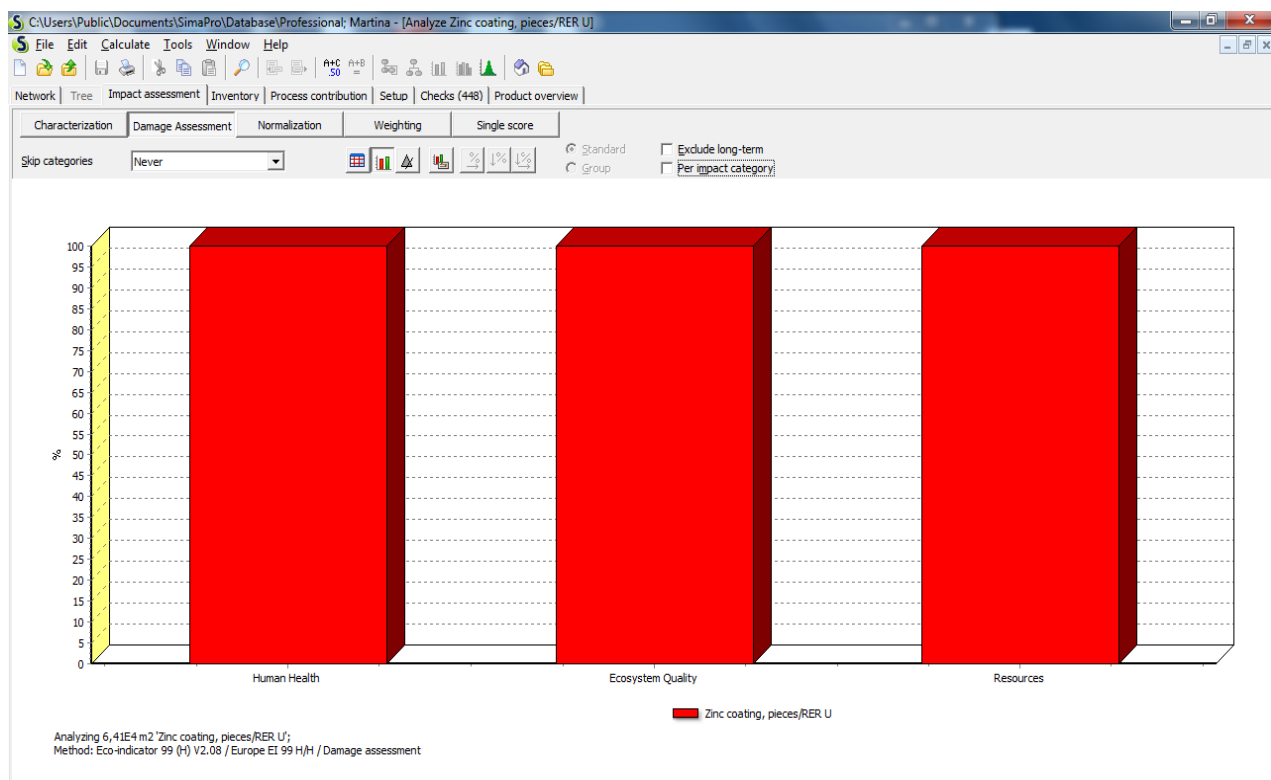 C:\Users\Public\Documents\SimaPro\Database\Professional; Martina - [Analyze Zinc coating, pieces/RER U]
File Edit Calculate Tools Window Help
A+C .50 A+B =
Network Tree Impact assessment Inventory Process contribution Setup Checks (448) Product overview
Characterization Damage Assessment Normalization Weighting Single score
Skip categories Never Standard Exclude long-term
Group Per impact category
100
95
90
85
80
75
70
65
60
55
50
45
40
35
30
25
20
15
10
5
0
%
Human Health Ecosystem Quality Resources
Zinc coating, pieces/RER U
Analyzing 6,41E4 m2 'Zinc coating, pieces/RER U';
Method: Eco-indicator 99 (H) V2.08 / Europe EI 99 H/H / Damage assessment